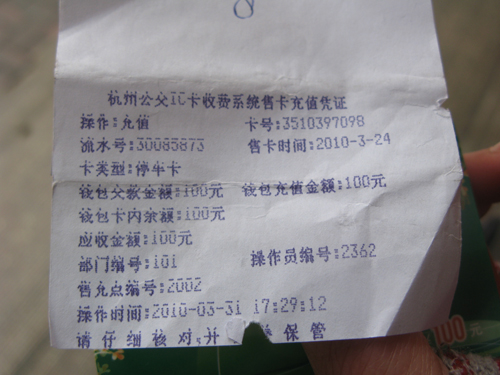 杭州公交IC卡收费系统售卡充值凭证
操作:充值 卡号:3510397098
流水号:30085873 售卡时间:2010-3-24
卡类型:停车卡
钱包交款金额:100元 钱包充值金额:100元
钱包卡内余额:100元
应收金额:100元
部门编号:101 操作员编号:2362
售充点编号:2002
操作时间:2010-03-31 17:29:12
请仔细核对,并 保管
100元